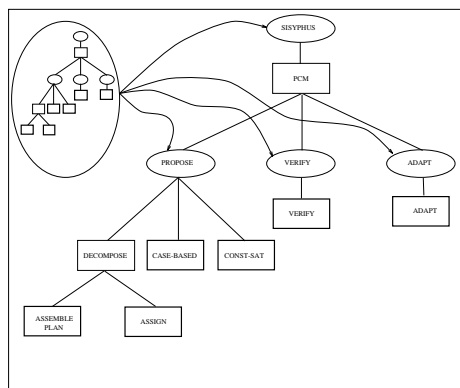 SISYPHUS
PCM
PROPOSE
VERIFY
ADAPT
VERIFY
ADAPT
DECOMPOSE
CASE-BASED
CONST-SAT
ASSEMBLE
PLAN
ASSIGN